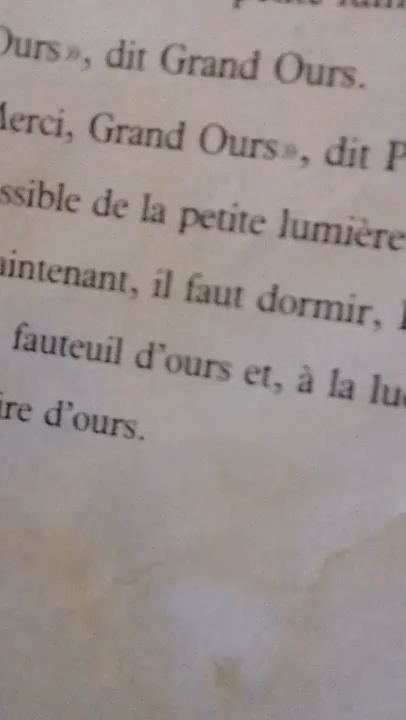 Ours», dit Grand Ours.
Merci, Grand Ours», dit P
ssible de la petite lumière
aintenant, il faut dormir,
fauteuil d'ours et, à la lu
ire d'ours.